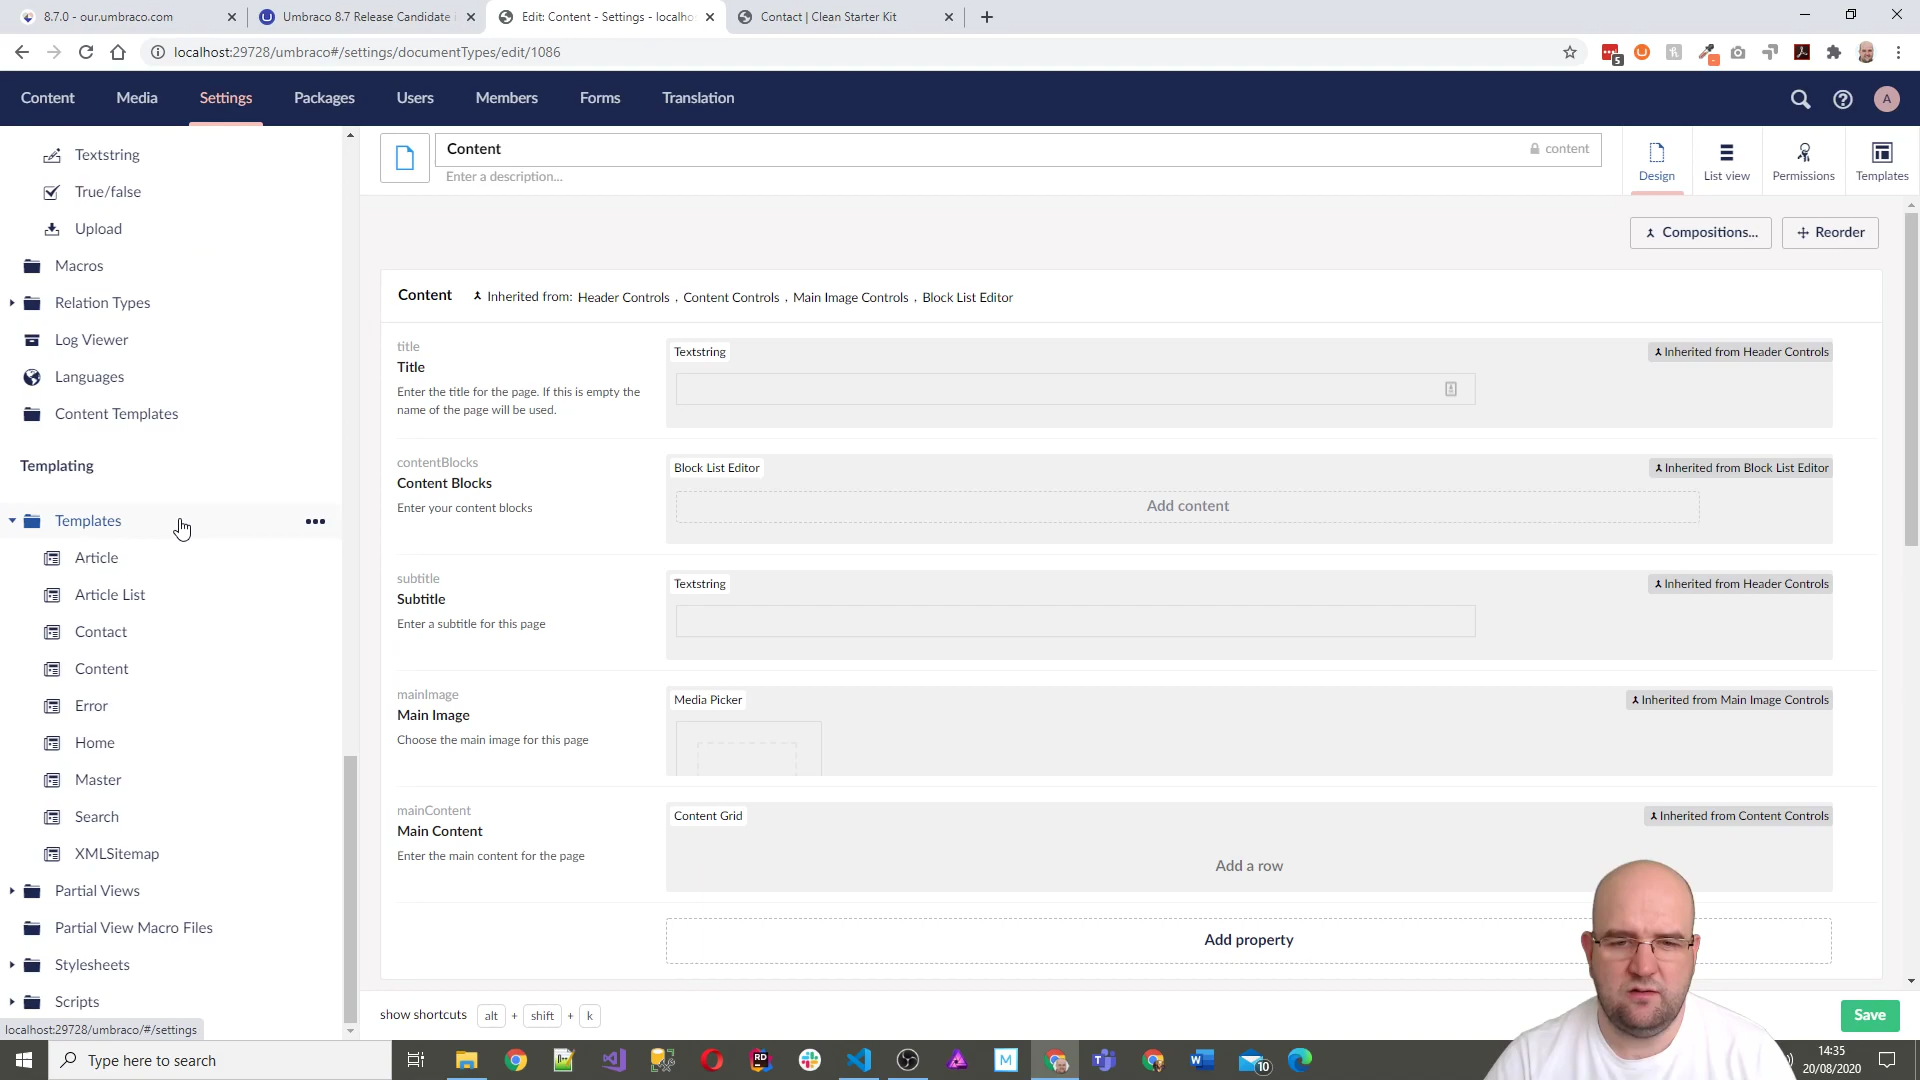 8.7.0 - our.umbraco.com
Umbraco 8.7 Release Candidate i
Edit: Content - Settings - localho
Contact | Clean Starter Kit
localhost:29728/umbraco#/settings/documentTypes/edit/1086
5
Content
Media
Settings
Packages
Users
Members
Forms
Translation
A
Textstring
True/false
Upload
Macros
Relation Types
Log Viewer
Languages
Content Templates
Templating
Templates
Article
Article List
Contact
Content
Error
Home
Master
Search
XMLSitemap
Partial Views
Partial View Macro Files
Stylesheets
Scripts
localhost:29728/umbraco/#/settings
Content
content
Enter a description...
Design
List view
Permissions
Templates
Compositions...
Reorder
Content
Inherited from: Header Controls , Content Controls , Main Image Controls , Block List Editor
title
Title
Enter the title for the page. If this is empty the
name of the page will be used.
Textstring
Inherited from Header Controls
contentBlocks
Content Blocks
Enter your content blocks
Block List Editor
Inherited from Block List Editor
Add content
subtitle
Subtitle
Enter a subtitle for this page
Textstring
Inherited from Header Controls
mainImage
Main Image
Choose the main image for this page
Media Picker
Inherited from Main Image Controls
mainContent
Main Content
Enter the main content for the page
Content Grid
Inherited from Content Controls
Add a row
Add property
show shortcuts alt + shift + k
Save
Type here to search
RD
M
10
14:35
20/08/2020